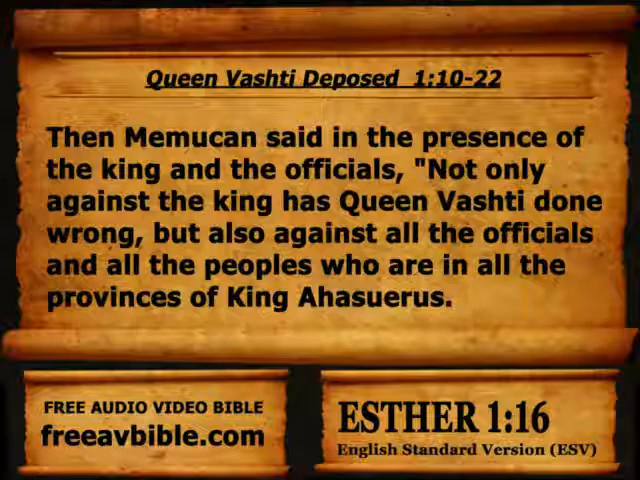 Queen Vashti Deposed 1:10-22
Then Memucan said in the presence of
the king and the officials, "Not only
against the king has Queen Vashti done
wrong, but also against all the officials
and all the peoples who are in all the
provinces of King Ahasuerus.
FREE AUDIO VIDEO BIBLE
freeavbible.com
ESTHER 1:16
English Standard Version (ESV)